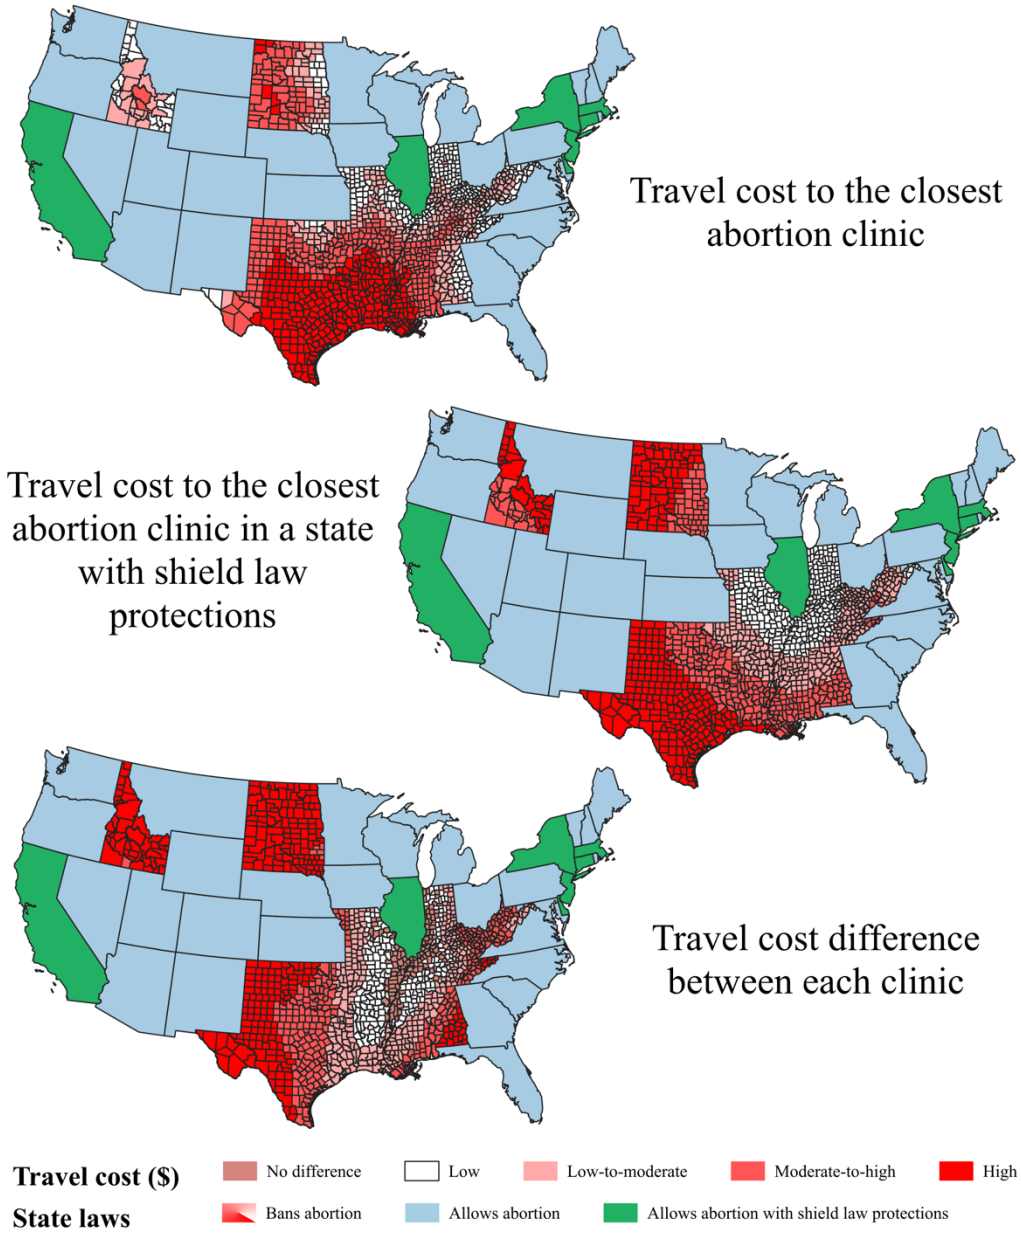 Travel cost to the closest
abortion clinic
Travel cost to the closest
abortion clinic in a state
with shield law
protections
Travel cost difference
between each clinic
Travel cost ($) No difference Low Low-to-moderate Moderate-to-high High
State laws Bans abortion Allows abortion Allows abortion with shield law protections